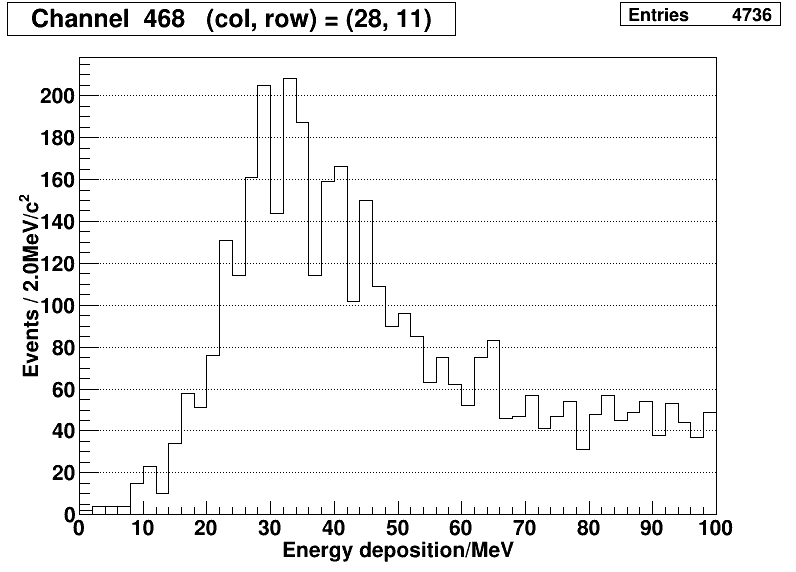 Channel 468 (col, row) = (28, 11)
Entries 4736
Events / 2.0MeV/c²
200
180
160
140
120
100
80
60
40
20
0
0 10 20 30 40 50 60 70 80 90 100
Energy deposition/MeV